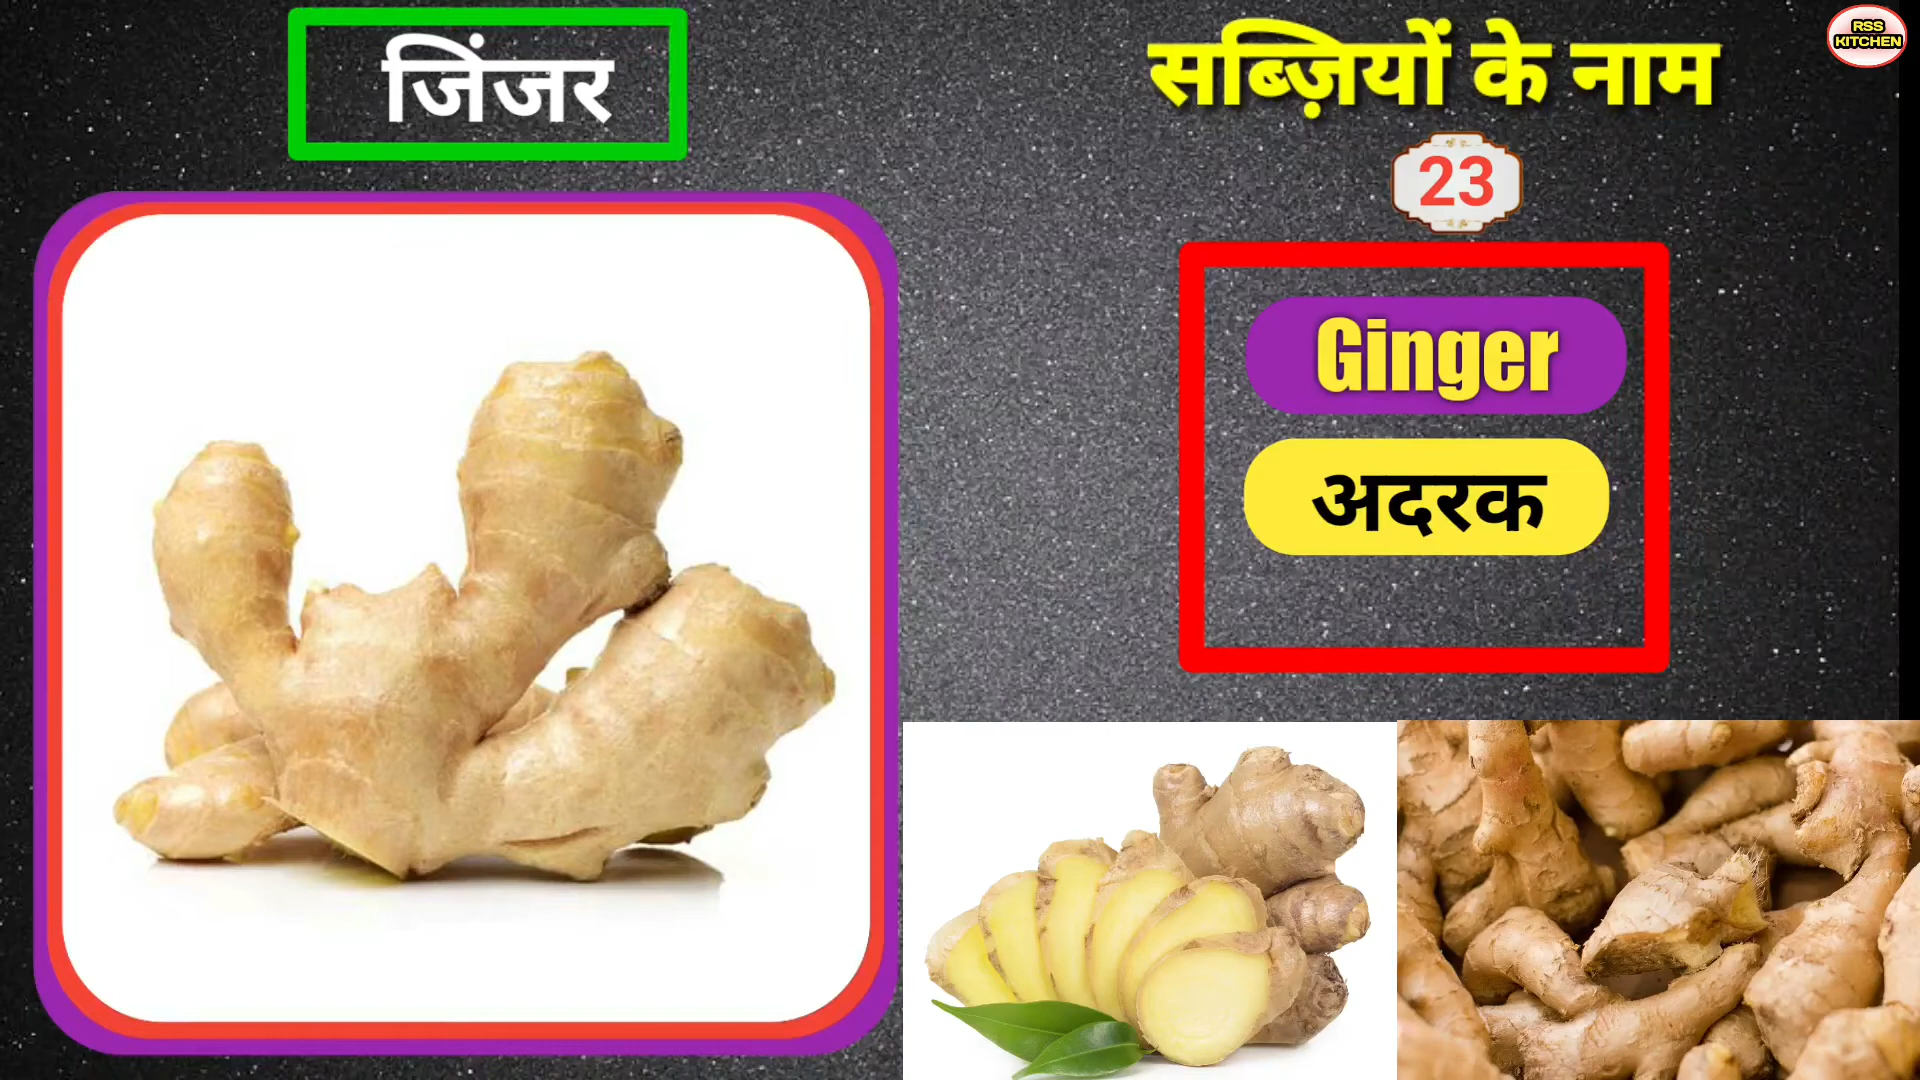 जिंजर
सब्ज़ियों के नाम
RSS
KITCHEN
23
Ginger
अदरक